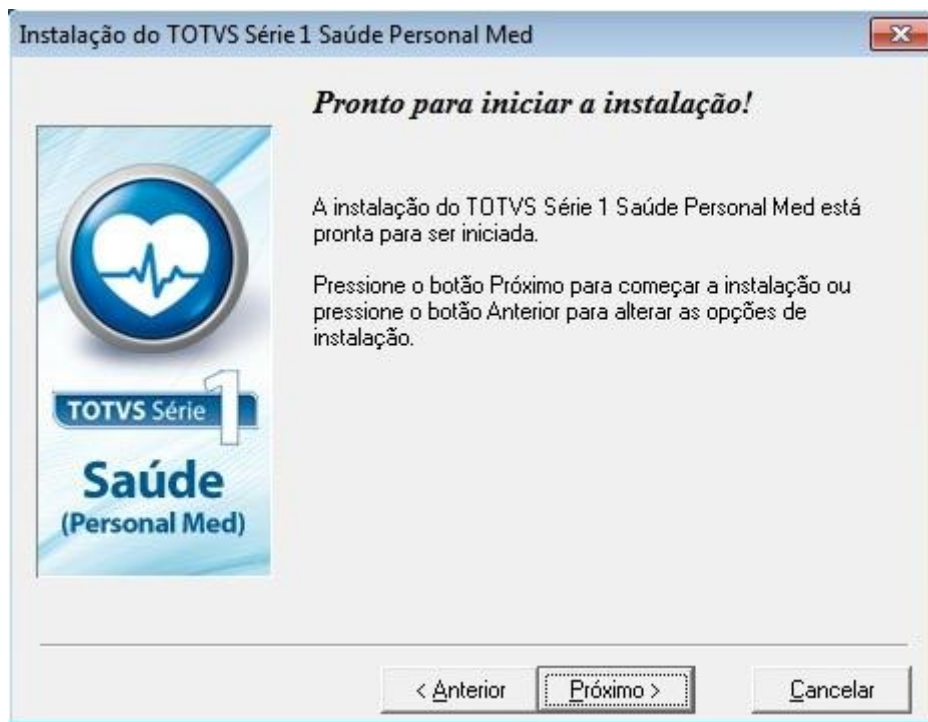 Instalação do TOTVS Série 1 Saúde Personal Med
Pronto para iniciar a instalação!
A instalação do TOTVS Série 1 Saúde Personal Med está
pronta para ser iniciada.
Pressione o botão Próximo para começar a instalação ou
pressione o botão Anterior para alterar as opções de
instalação.
TOTVS Série 1
Saúde
(Personal Med)
< Anterior
Próximo >
Cancelar